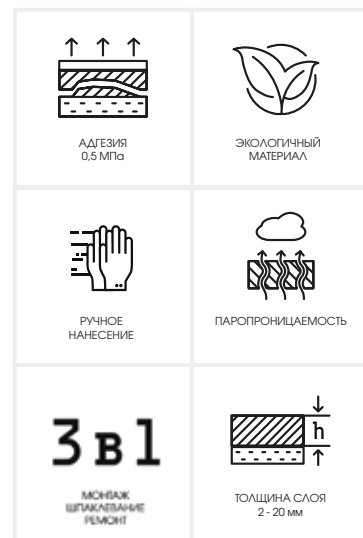 АДГЕЗИЯ
0,5 МПа
ЭКОЛОГИЧНЫЙ
МАТЕРИАЛ
РУЧНОЕ
НАНЕСЕНИЕ
ПАРОПРОНИЦАЕМОСТЬ
3 в 1
МОНТАЖ
ШПАКЛЕВАНИЕ
РЕМОНТ
h
ТОЛЩИНА СЛОЯ
2 - 20 мм